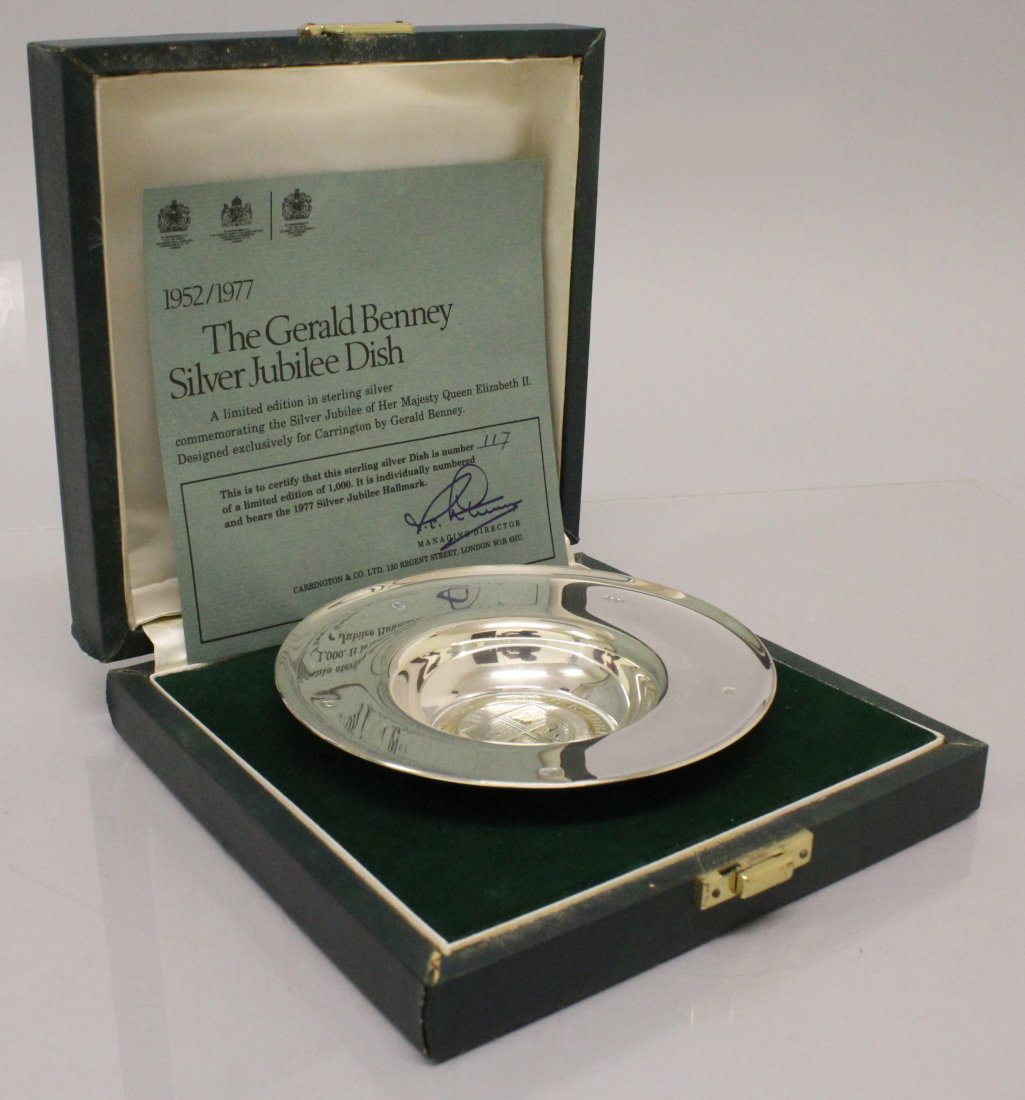 1952/1977
The Gerald Benney
Silver Jubilee Dish
A limited edition in sterling silver
commemorating the Silver Jubilee of Her Majesty Queen Elizabeth II.
Designed exclusively for Carrington by Gerald Benney.
This is to certify that this sterling silver Dish is number 117
of a limited edition of 1,000. It is individually numbered
and bears the 1977 Silver Jubilee Hallmark.
MANAGING DIRECTOR
CARRINGTON & CO. LTD. 130 REGENT STREET, LONDON W1R 6HU